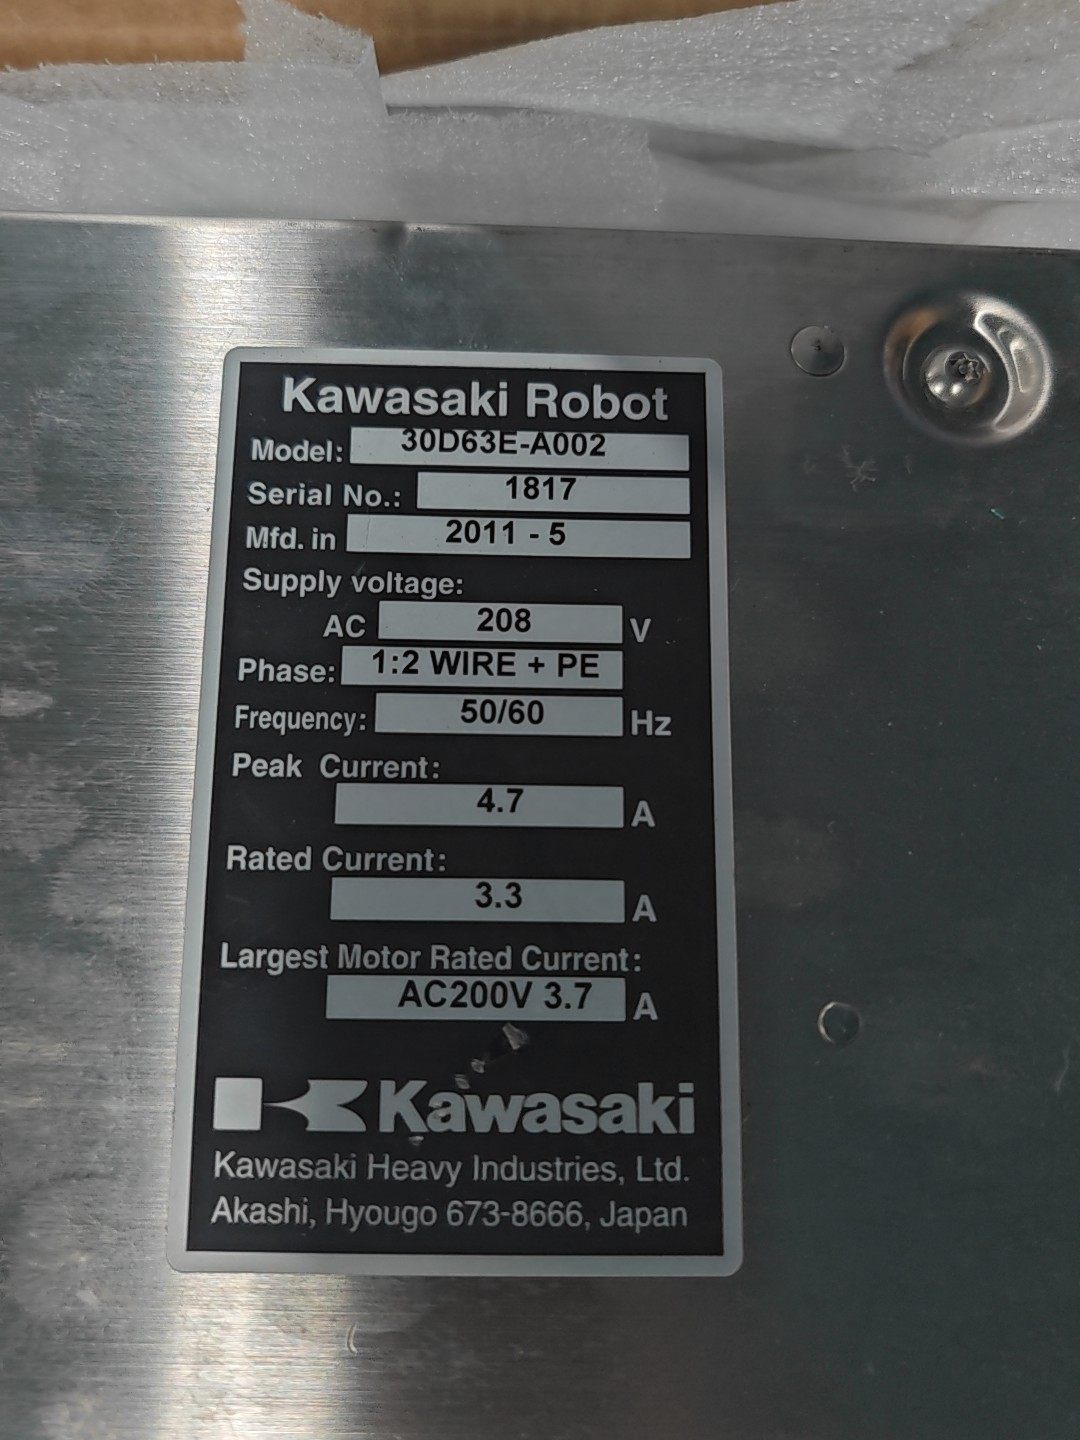 Kawasaki Robot
Model: 30D63E-A002
Serial No.: 1817
Mfd. in 2011 - 5
Supply voltage:
AC 208 V
Phase: 1:2 WIRE + PE
Frequency: 50/60 Hz
Peak Current:
4.7 A
Rated Current:
3.3 A
Largest Motor Rated Current:
AC200V 3.7 A
Kawasaki
Kawasaki Heavy Industries, Ltd.
Akashi, Hyougo 673-8666, Japan